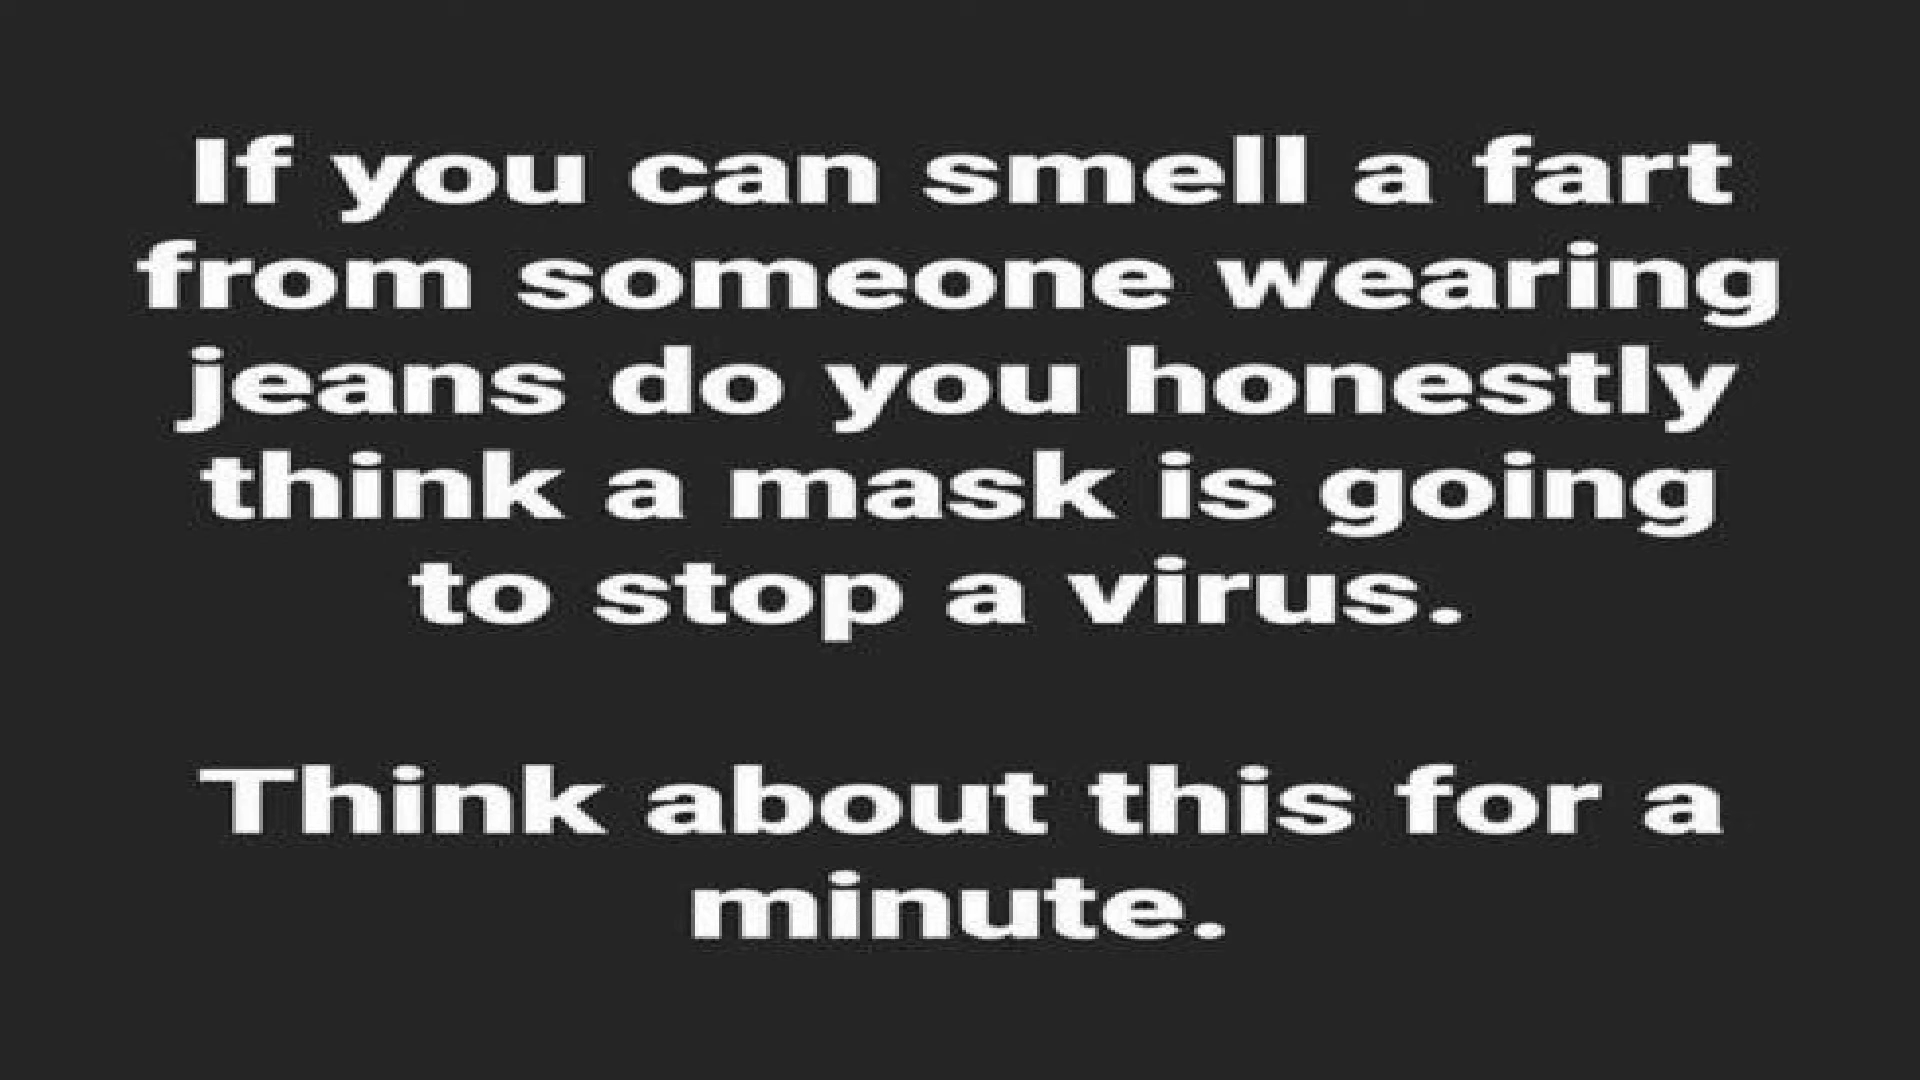 If you can smell a fart
from someone wearing
jeans do you honestly
think a mask is going
to stop a virus.
Think about this for a
minute.